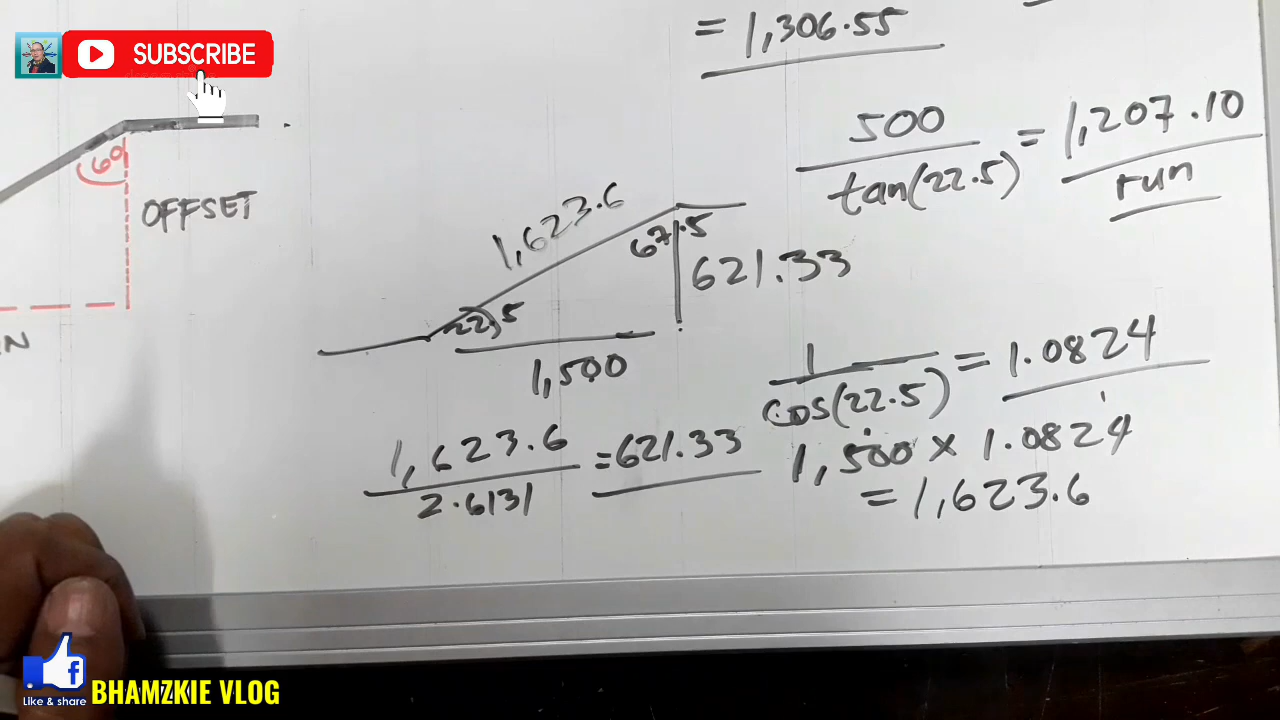 SUBSCRIBE
= 1,306.55
500
tan(22.5)
= 1,207.10
run
60
OFFSET
1,623.6
67.5
621.33
22.5
1,500
1
cos(22.5)
= 1.0824
1,500 x 1.0824
= 1,623.6
1,623.6
2.6131
=621.33
Like & share
BHAMZKIE VLOG